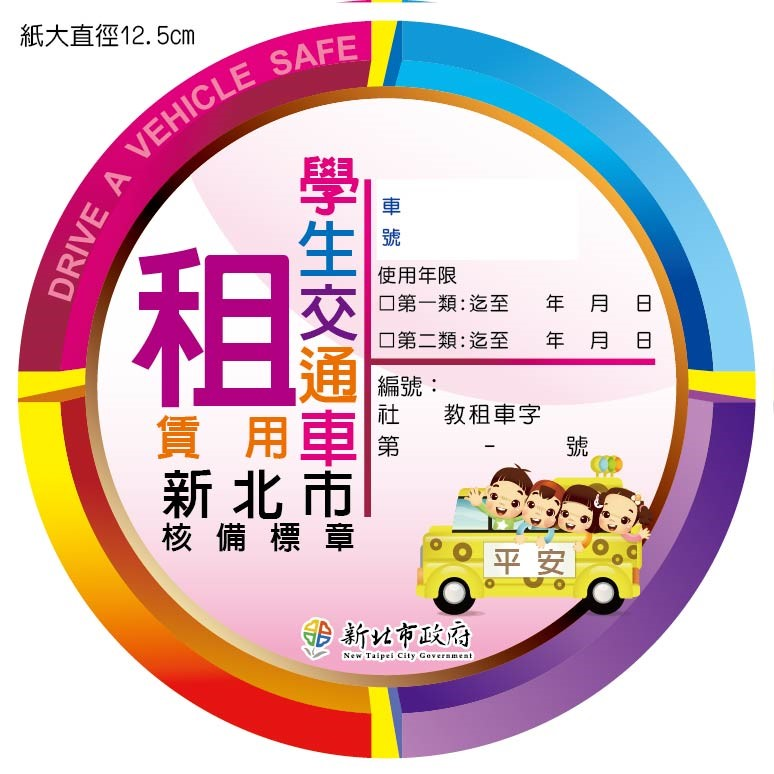 紙大直徑12.5cm
DRIVE A VEHICLE SAFE
學生交通車
租
賃用
新北市
核備標章
車
號
使用年限
□第一類:迄至 年 月 日
□第二類:迄至 年 月 日
編號：
社 教租車字
第 - 號
平安
新北市政府
New Taipei City Government